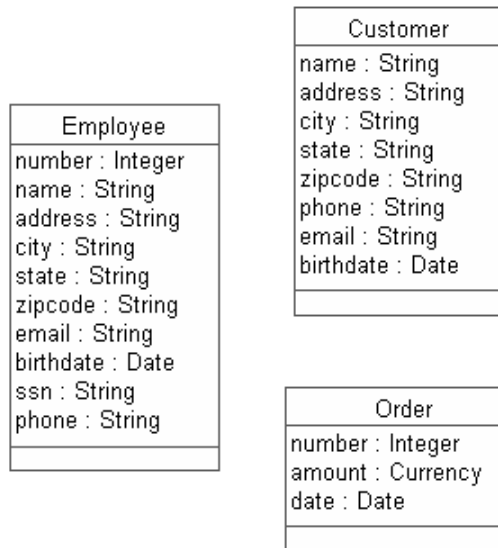 Employee
number : Integer
name : String
address : String
city : String
state : String
zipcode : String
email : String
birthdate : Date
ssn : String
phone : String
Customer
name : String
address : String
city : String
state : String
zipcode : String
phone : String
email : String
birthdate : Date
Order
number : Integer
amount : Currency
date : Date